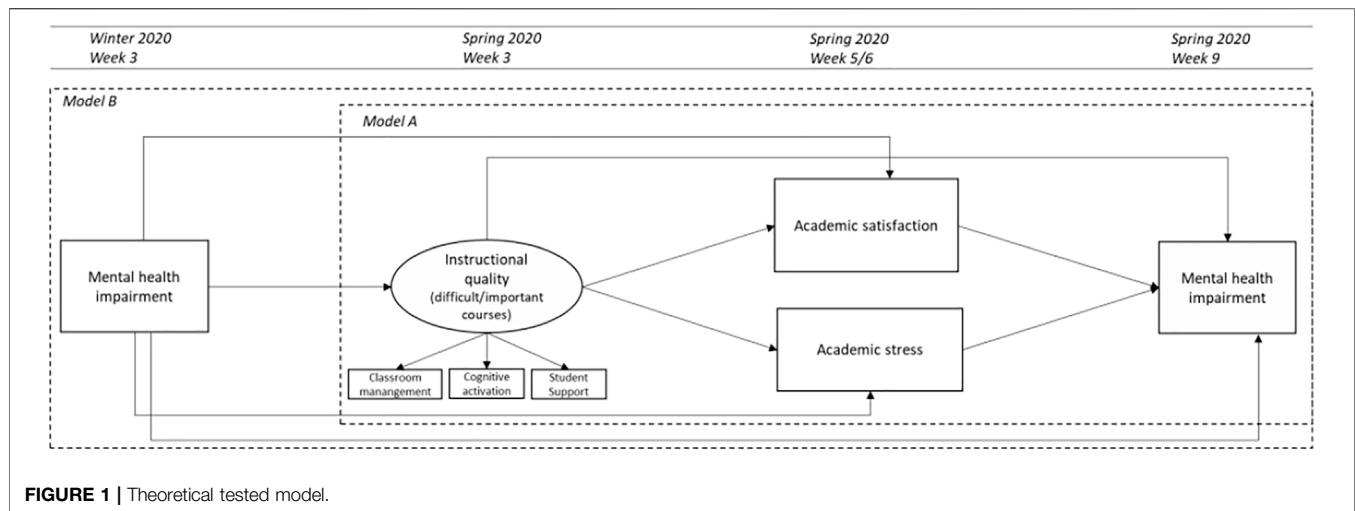 Winter 2020
Week 3
Spring 2020
Week 3
Spring 2020
Week 5/6
Spring 2020
Week 9
Model B
Model A
Mental health
impairment
Instructional
quality
(difficult/important
courses)
Classroom
manangement
Cognitive
activation
Student
Support
Academic satisfaction
Academic stress
Mental health
impairment
FIGURE 1 | Theoretical tested model.